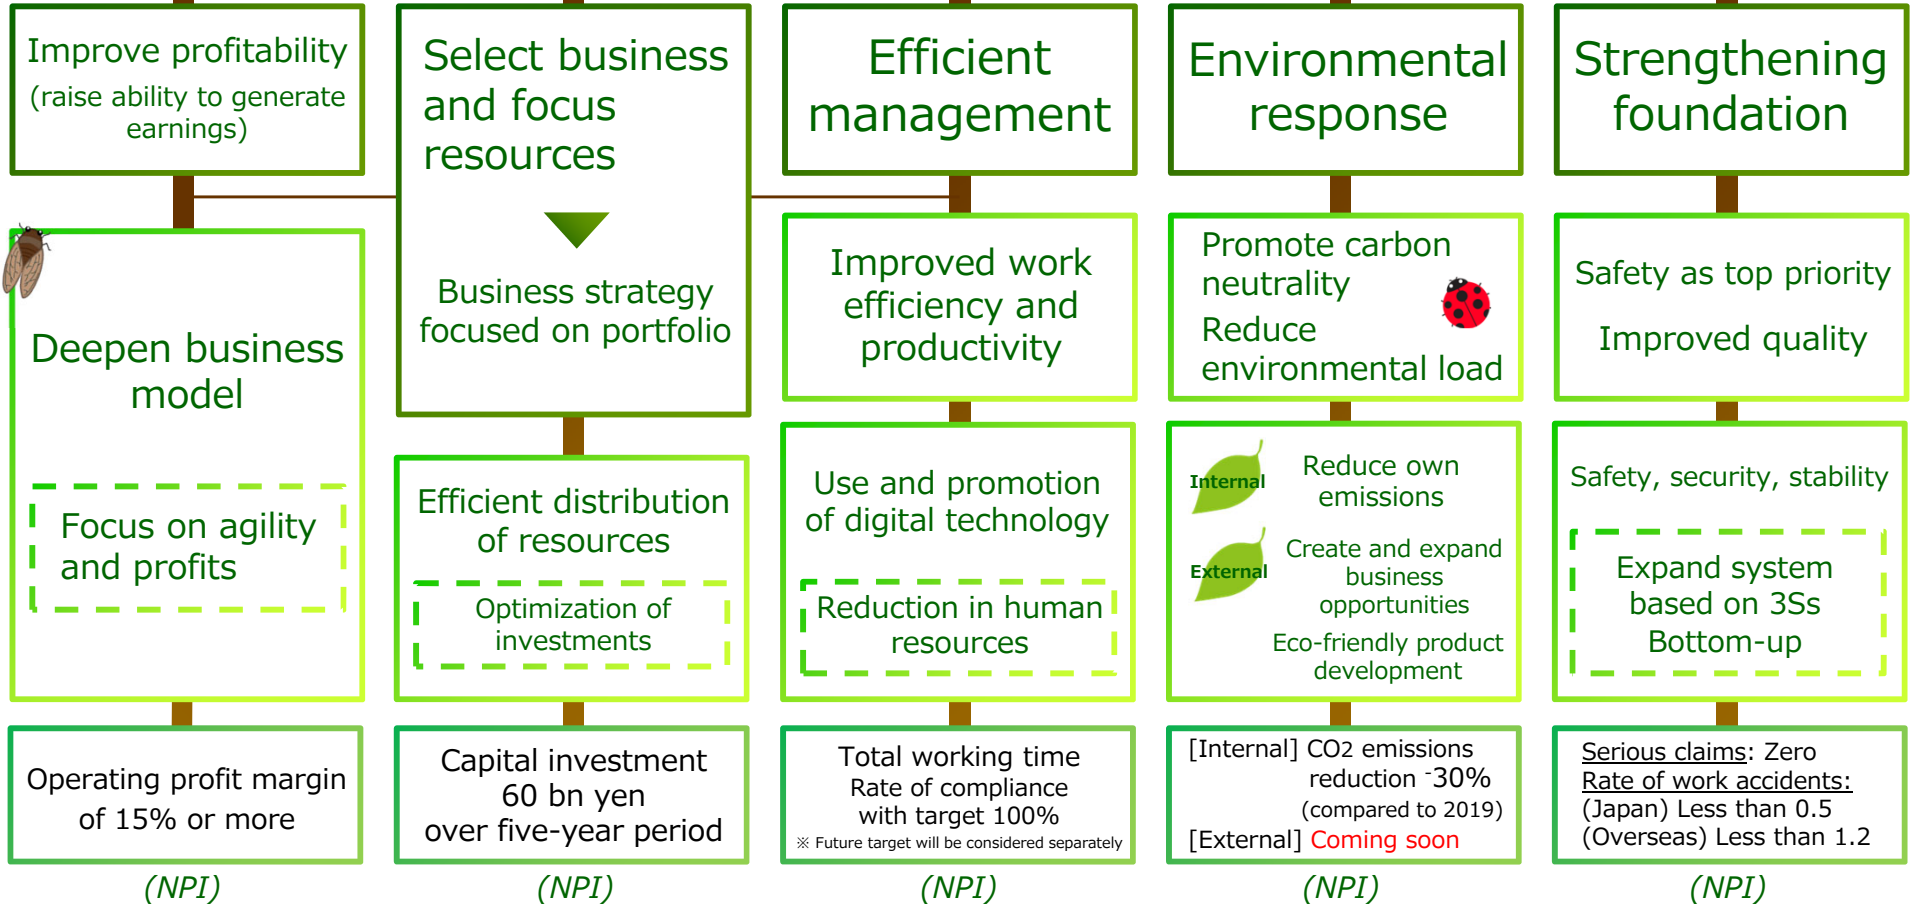 Improve profitability
(raise ability to generate
earnings)
Deepen business
model
Focus on agility
and profits
Operating profit margin
of 15% or more
(NPI)
Select business
and focus
resources
Business strategy
focused on portfolio
Efficient distribution
of resources
Optimization of
investments
Capital investment
60 bn yen
over five-year period
(NPI)
Efficient
management
Improved work
efficiency and
productivity
Use and promotion
of digital technology
Reduction in human
resources
Total working time
Rate of compliance
with target 100%
※ Future target will be considered separately
(NPI)
Environmental
response
Promote carbon
neutrality
Reduce
environmental load
Internal
Reduce own
emissions
External
Create and expand
business
opportunities
Eco-friendly product
development
[Internal] CO2 emissions
reduction -30%
(compared to 2019)
[External] Coming soon
(NPI)
Strengthening
foundation
Safety as top priority
Improved quality
Safety, security, stability
Expand system
based on 3Ss
Bottom-up
Serious claims: Zero
Rate of work accidents:
(Japan) Less than 0.5
(Overseas) Less than 1.2
(NPI)